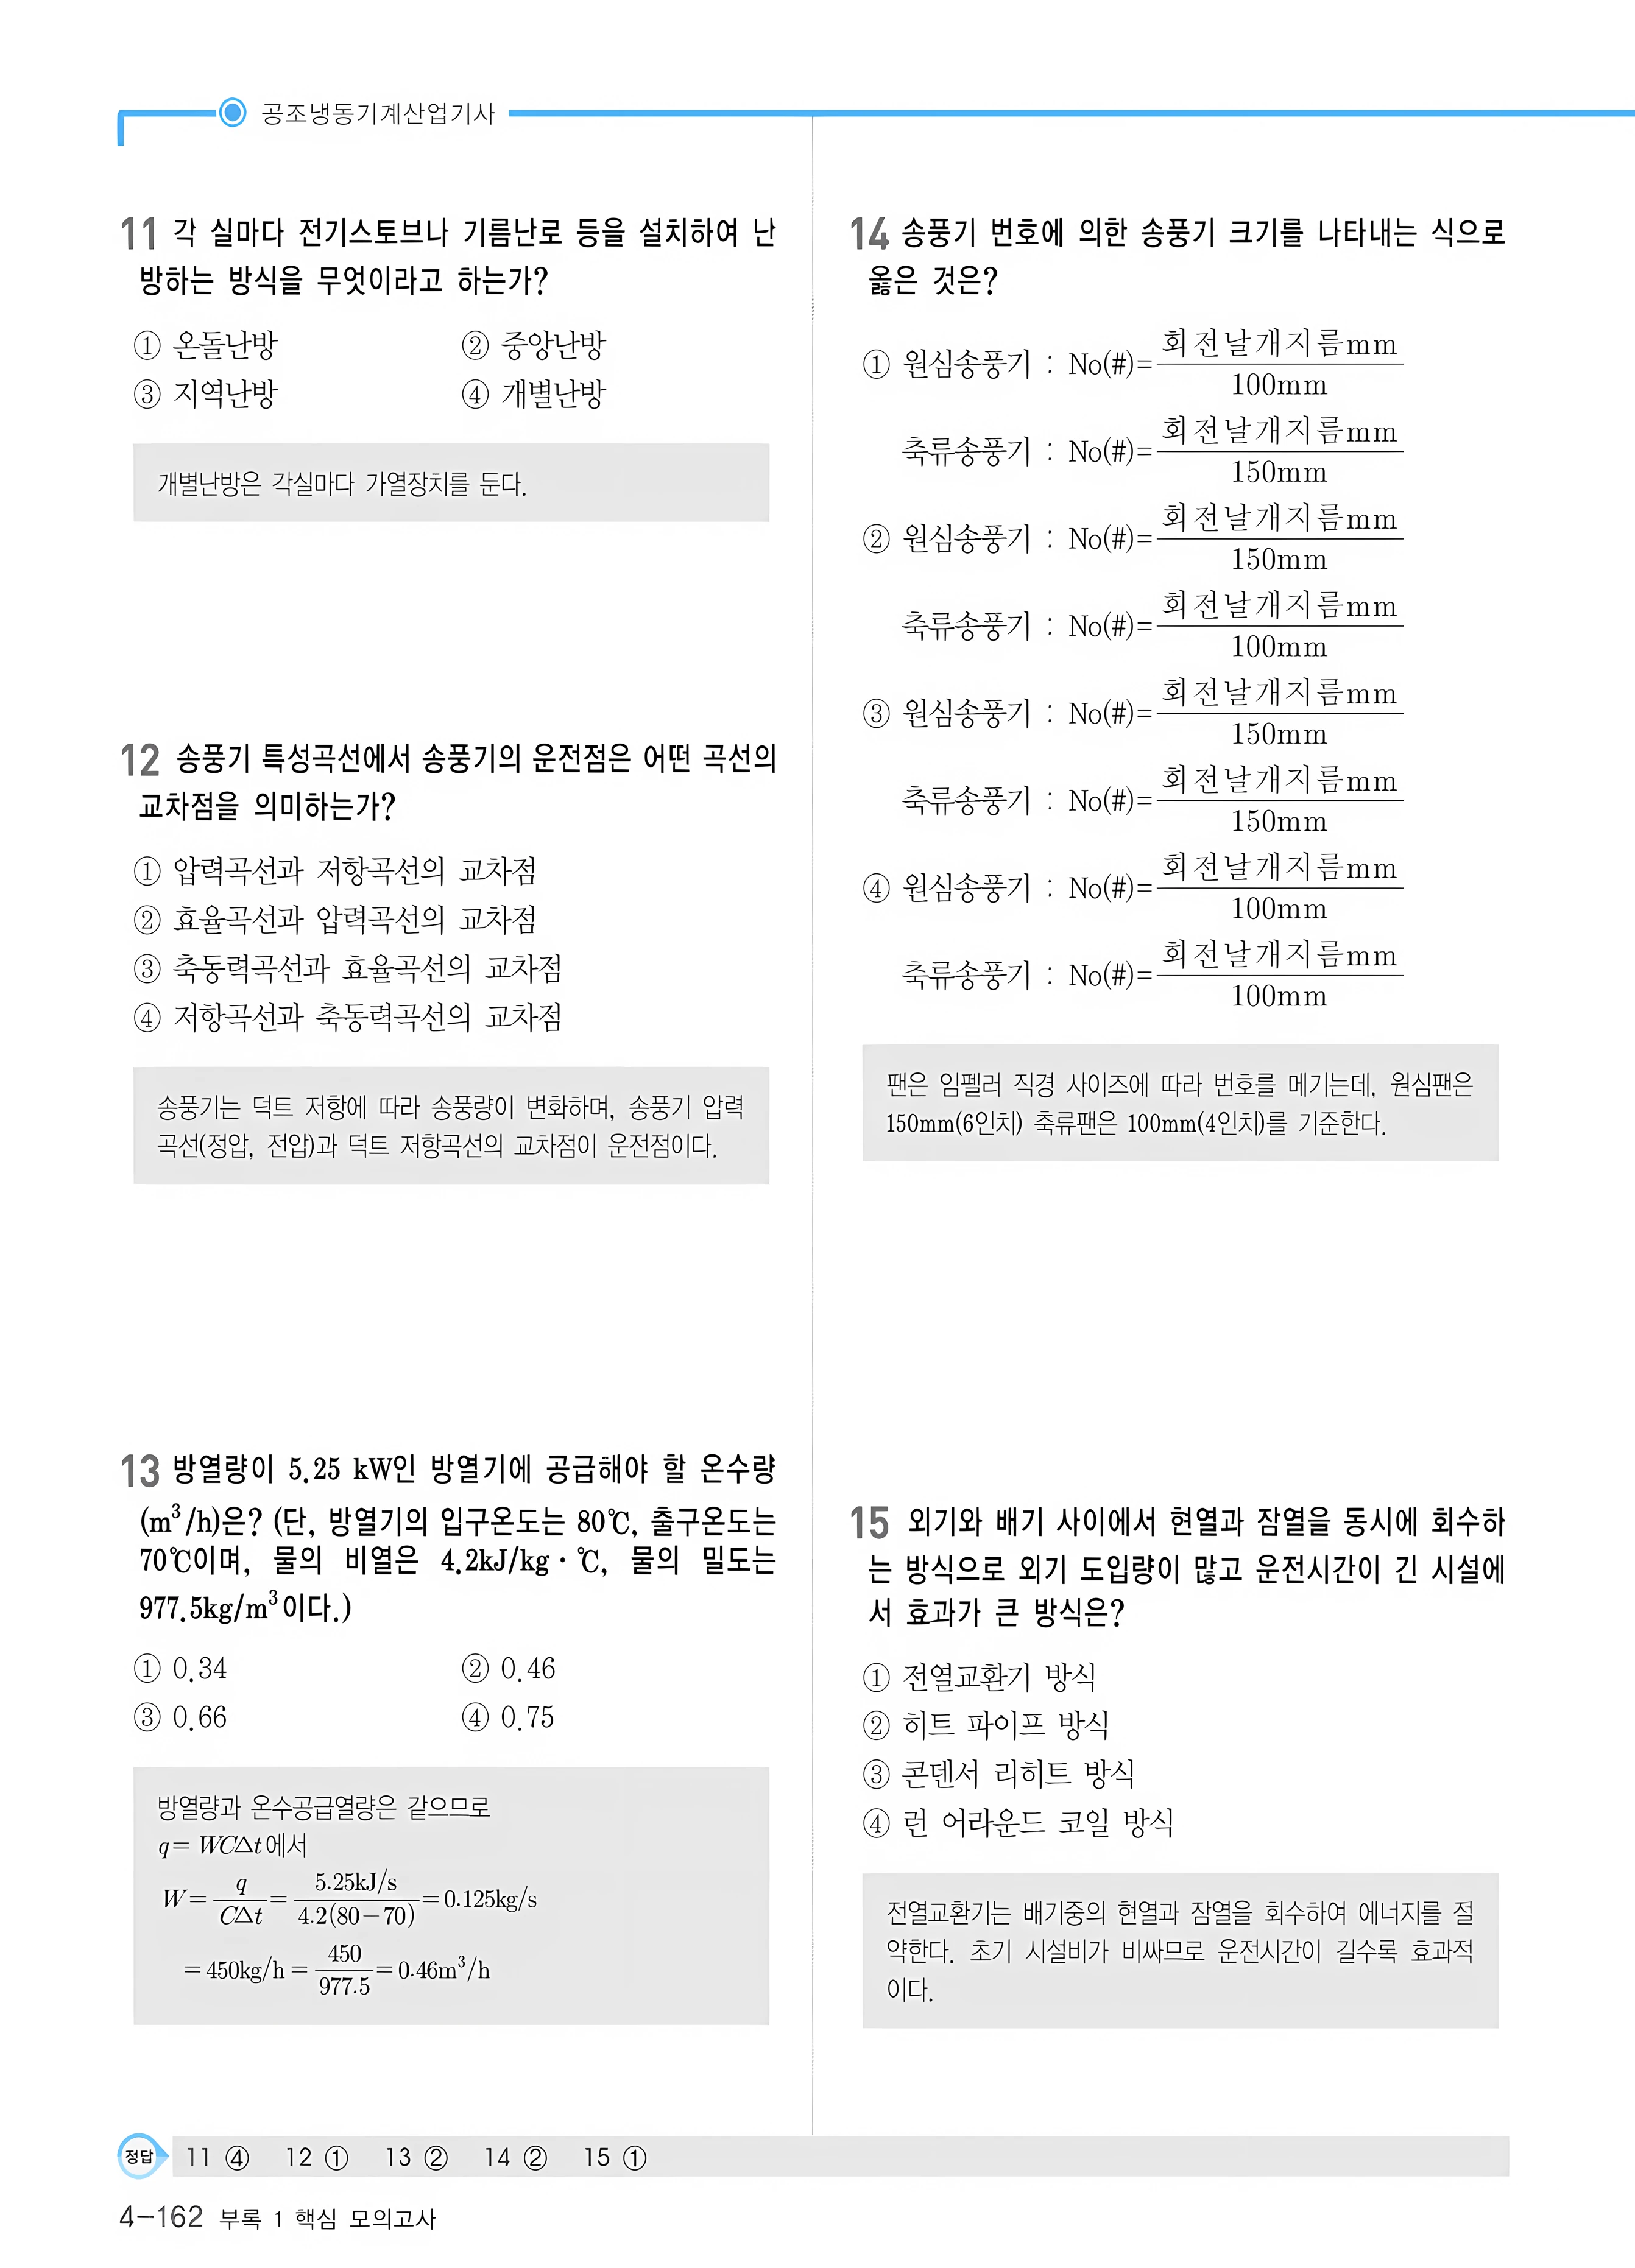 공조냉동기계산업기사
11 각 실마다 전기스토브나 기름난로 등을 설치하여 난
방하는 방식을 무엇이라고 하는가?
① 온돌난방 ② 중앙난방
③ 지역난방 ④ 개별난방
개별난방은 각실마다 가열장치를 둔다.
12 송풍기 특성곡선에서 송풍기의 운전점은 어떤 곡선의
교차점을 의미하는가?
① 압력곡선과 저항곡선의 교차점
② 효율곡선과 압력곡선의 교차점
③ 축동력곡선과 효율곡선의 교차점
④ 저항곡선과 축동력곡선의 교차점
송풍기는 덕트 저항에 따라 송풍량이 변화하며, 송풍기 압력
곡선(정압, 전압)과 덕트 저항곡선의 교차점이 운전점이다.
13 방열량이 5.25 kW인 방열기에 공급해야 할 온수량
(m³/h)은? (단, 방열기의 입구온도는 80℃, 출구온도는
70℃이며, 물의 비열은 4.2kJ/kg·℃, 물의 밀도는
977.5kg/m³이다.)
① 0.34 ② 0.46
③ 0.66 ④ 0.75
방열량과 온수공급열량은 같으므로
q= WC△t에서
W= q/C△t = 5.25kJ/s / 4.2(80-70) = 0.125kg/s
= 450kg/h = 450/977.5 = 0.46m³/h
14 송풍기 번호에 의한 송풍기 크기를 나타내는 식으로
옳은 것은?
① 원심송풍기 : No(#)= 회전날개지름mm / 100mm
축류송풍기 : No(#)= 회전날개지름mm / 150mm
② 원심송풍기 : No(#)= 회전날개지름mm / 150mm
축류송풍기 : No(#)= 회전날개지름mm / 100mm
③ 원심송풍기 : No(#)= 회전날개지름mm / 150mm
축류송풍기 : No(#)= 회전날개지름mm / 150mm
④ 원심송풍기 : No(#)= 회전날개지름mm / 100mm
축류송풍기 : No(#)= 회전날개지름mm / 100mm
팬은 임펠러 직경 사이즈에 따라 번호를 메기는데, 원심팬은
150mm(6인치) 축류팬은 100mm(4인치)를 기준한다.
15 외기와 배기 사이에서 현열과 잠열을 동시에 회수하
는 방식으로 외기 도입량이 많고 운전시간이 긴 시설에
서 효과가 큰 방식은?
① 전열교환기 방식
② 히트 파이프 방식
③ 콘덴서 리히트 방식
④ 런 어라운드 코일 방식
전열교환기는 배기중의 현열과 잠열을 회수하여 에너지를 절
약한다. 초기 시설비가 비싸므로 운전시간이 길수록 효과적
이다.
정답 11 ④ 12 ① 13 ② 14 ② 15 ①
4-162 부록 1 핵심 모의고사